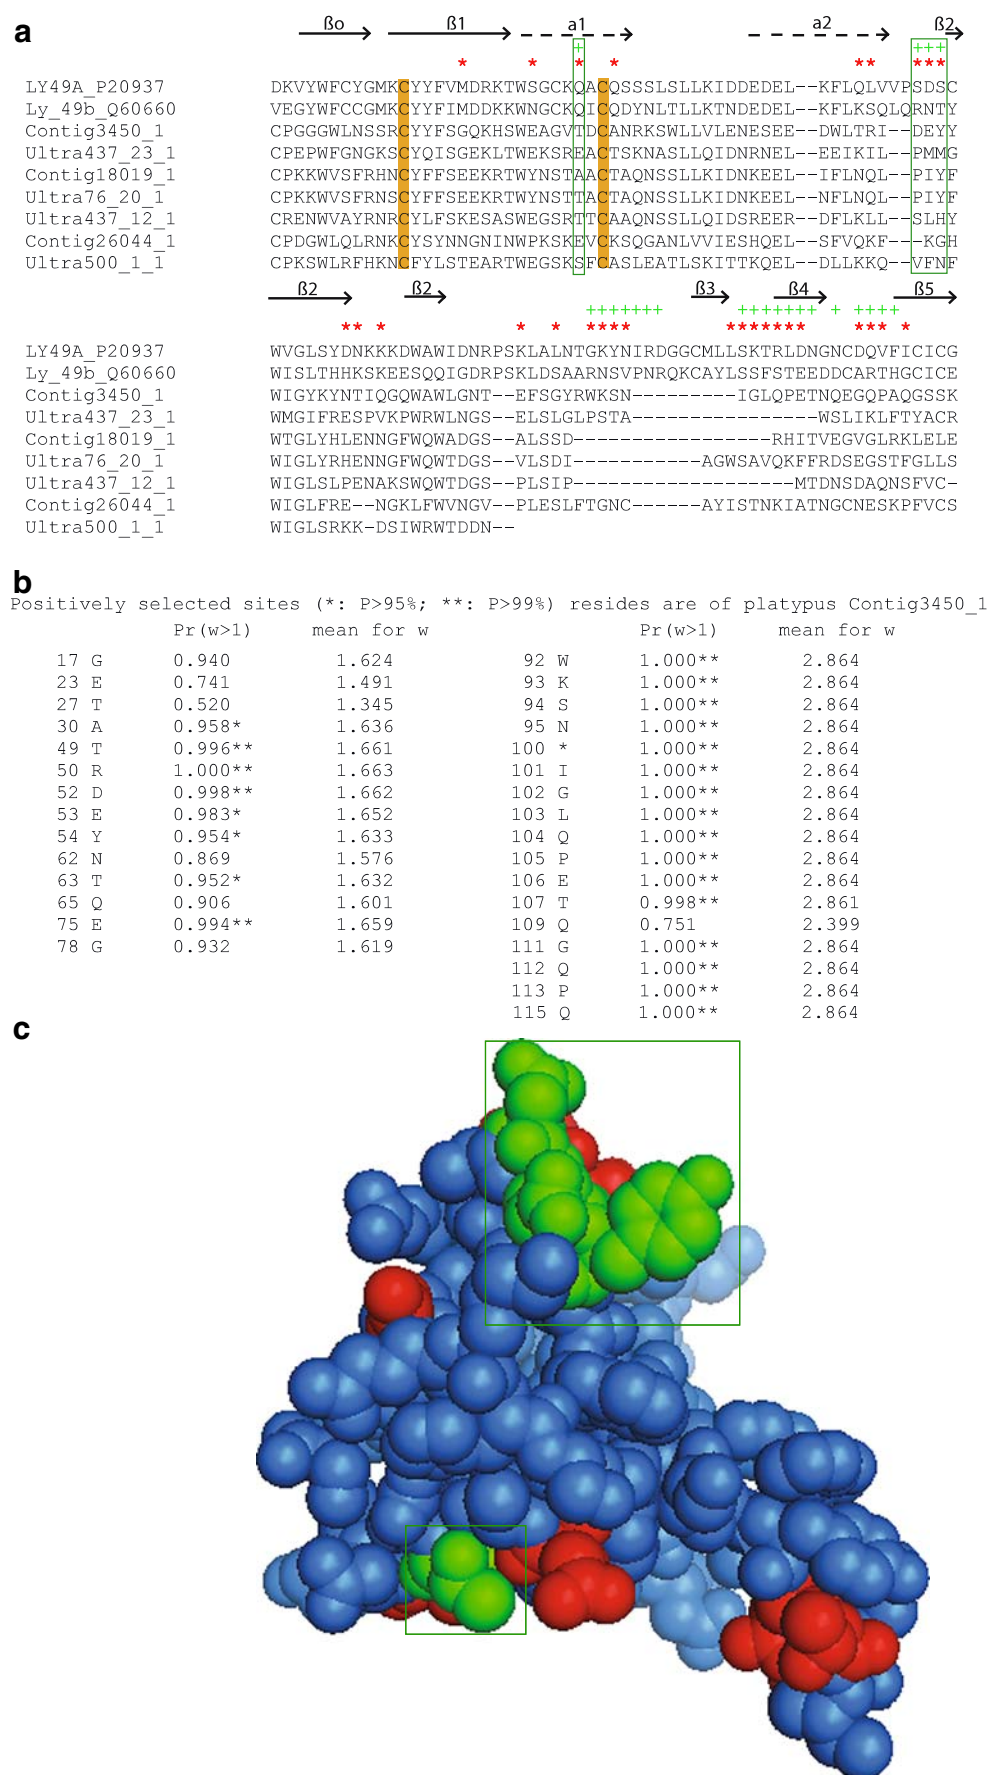 a
ßo ß1 a1 a2 ß2
+ +++
* * * * ** ***
LY49A_P20937 DKVYWFCYGMKCYYFVMDRKTWSGCKQACQSSSLSLLKIDDEDEL--KFLQLVVPSDSC
Ly_49b_Q60660 VEGYWFCYGMKCYYFIMDDKKWNGCKQICQDYNLTLLKTNDEDEL--KFLKSQLQRNTY
Contig3450_1 CPGGGWLNSSRCYYFSGQKHSWEAGVTDCANRKSWLLVLENESEE--DWLTRI--DEYY
Ultra437_23_1 CPEPWFGNGKSCYQISGEKLTWEKSREACTSKNASLLQIDNRNEL--EEIKIL--PMMG
Contig18019_1 CPKKWVSFRHNCYFFSEEKRTWYNSTAACTAQNSSLLKIDNKEEL--IFLNQL--PIYF
Ultra76_20_1 CPKKWVSFRNSCYFFSEEKRTWYNSTTACTAQNSSLLKIDNKEEL--NFLNQL--PIYF
Ultra437_12_1 CRENWVAYRNRCYLFSKESASWEGSRTTCAAQNSSLLQIDSREER--DFLKLL--SLHY
Contig26044_1 CPDGWLQLRNKCYSYNNGNINWPKSKEVCKSQGANLVVIESHQEL--SFVQKF---KGH
Ultra500_1_1 CPKSWLRFHKNCFYLSTEARTWEGSKSFCASLEATLSKITTKQEL--DLLKKQ--VFNF
ß2 ß2 ß3 ß4 ß5
+++++++ +++++++ + ++++
** * * * **** ******* *** *
LY49A_P20937 WVGLSYDNKKKDWAWIDNRPSKLALNTGKYNIRDGGCMLLSKTRLDNGNCDQVFICICG
Ly_49b_Q60660 WISLTHHKSKEESQQIGDRPSKLDSAARNSVPNRQKCAYLSSFSTEEDDCARTHGCICE
Contig3450_1 WIGYKYNTIQGQWAWLGNT--EFSGYRWKSN---------IGLQPETNQEGQPAQGSSK
Ultra437_23_1 WMGIFRESPVKPWRWLNGS--ELSLGLPSTA----------------WSLIKLFTYACR
Contig18019_1 WTGLYHLENNGFWQWADGS--ALSSD-----------------RHITVEGVGLRKLELE
Ultra76_20_1 WIGLYRHENNGFWQWTDGS--VLSDI-----------AGWSAVQKFFRDSEGSTFGLLS
Ultra437_12_1 WIGLSLPENAKSWQWTDGS--PLSIP-------------------MTDNSDAQNSFVC-
Contig26044_1 WIGLFRE--NGKLFWVNGV--PLESLFTGNC------AYISTNKIATNGCNESKPFVCS
Ultra500_1_1 WIGLSRKK--DSIWRWTDDN--
b
Positively selected sites (*: P>95%; **: P>99%) resides are of platypus Contig3450_1
Pr(w>1) mean for w Pr(w>1) mean for w
17 G 0.940 1.624 92 W 1.000** 2.864
23 E 0.741 1.491 93 K 1.000** 2.864
27 T 0.520 1.345 94 S 1.000** 2.864
30 A 0.958* 1.636 95 N 1.000** 2.864
49 T 0.996** 1.661 100 * 1.000** 2.864
50 R 1.000** 1.663 101 I 1.000** 2.864
52 D 0.998** 1.662 102 G 1.000** 2.864
53 E 0.983* 1.652 103 L 1.000** 2.864
54 Y 0.954* 1.633 104 Q 1.000** 2.864
62 N 0.869 1.576 105 P 1.000** 2.864
63 T 0.952* 1.632 106 E 1.000** 2.864
65 Q 0.906 1.601 107 T 0.998** 2.861
75 E 0.994** 1.659 109 Q 0.751 2.399
78 G 0.932 1.619 111 G 1.000** 2.864
112 Q 1.000** 2.864
113 P 1.000** 2.864
115 Q 1.000** 2.864
c